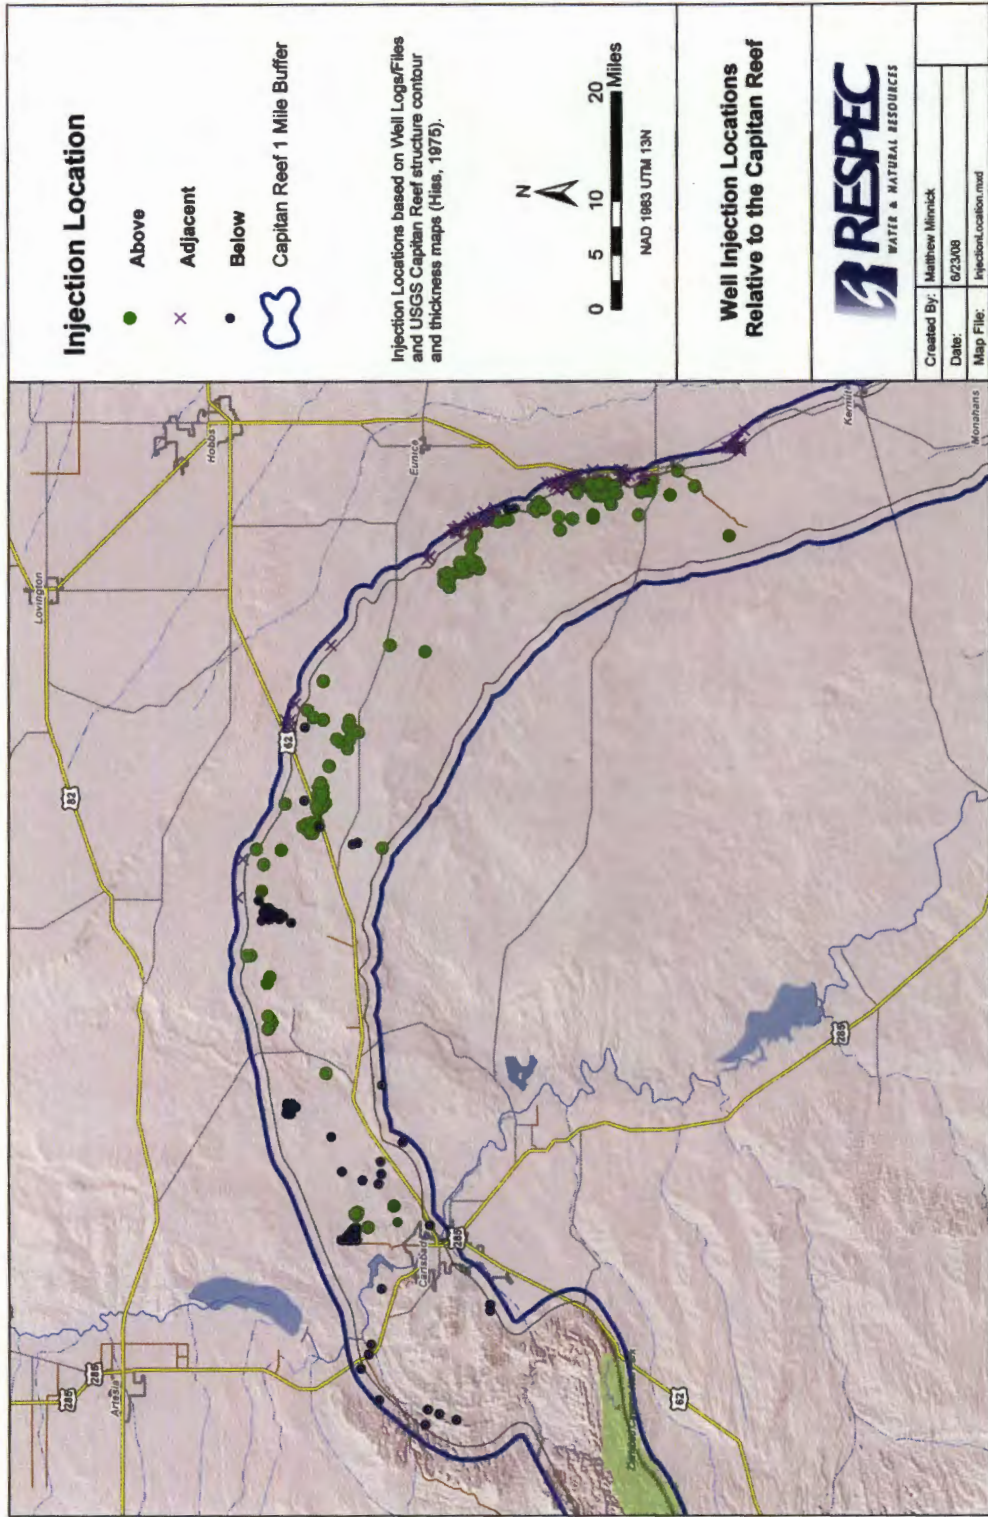 Injection Location
Above
Adjacent
Below
Capitan Reef 1 Mile Buffer
Injection Locations based on Well Logs/Files
and USGS Capitan Reef structure contour
and thickness maps (Hiss, 1975).
N
0 5 10 20
Miles
NAD 1983 UTM 13N
Well Injection Locations
Relative to the Capitan Reef
RESPEC
WATER & NATURAL RESOURCES
Created By: Matthew Minnick
Date: 6/23/08
Map File: InjectionLocation.mxd
Lovington
Hobbs
Eunice
Kermit
Monahans
Artesia
Carlsbad
82
62
285
285
285
285
62